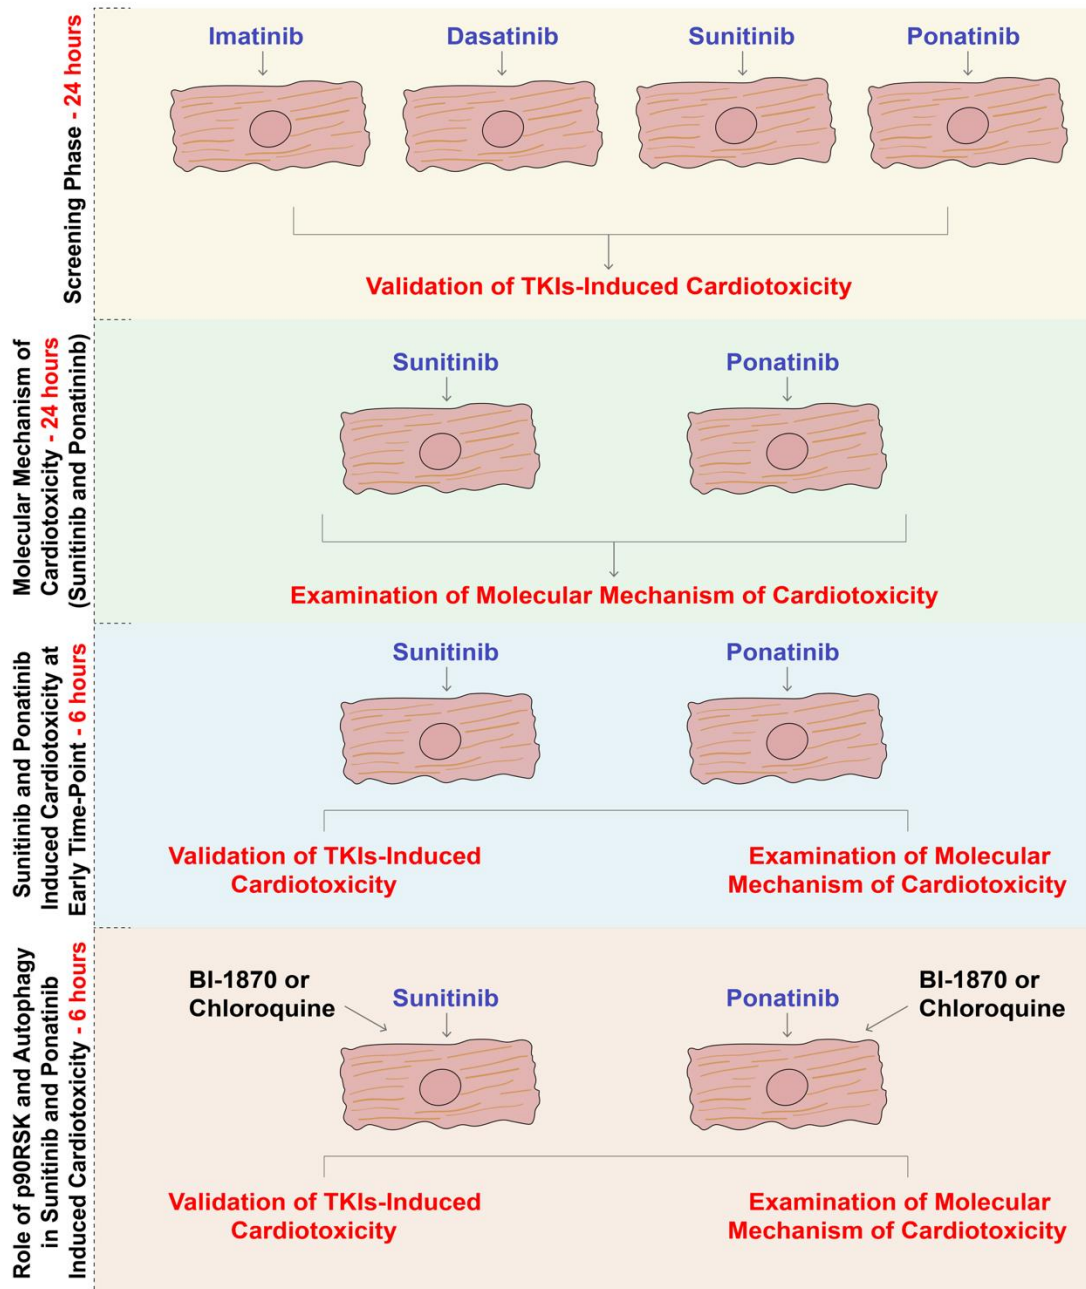 Screening Phase - 24 hours
Imatinib
Dasatinib
Sunitinib
Ponatinib
Validation of TKIs-Induced Cardiotoxicity
Molecular Mechanism of
Cardiotoxicity - 24 hours
(Sunitinib and Ponatininb)
Sunitinib
Ponatinib
Examination of Molecular Mechanism of Cardiotoxicity
Sunitinib and Ponatinib
Induced Cardiotoxicity at
Early Time-Point - 6 hours
Sunitinib
Ponatinib
Validation of TKIs-Induced
Cardiotoxicity
Examination of Molecular
Mechanism of Cardiotoxicity
Role of p90RSK and Autophagy
in Sunitinib and Ponatinib
Induced Cardiotoxicity - 6 hours
BI-1870 or
Chloroquine
Sunitinib
Ponatinib
BI-1870 or
Chloroquine
Validation of TKIs-Induced
Cardiotoxicity
Examination of Molecular
Mechanism of Cardiotoxicity